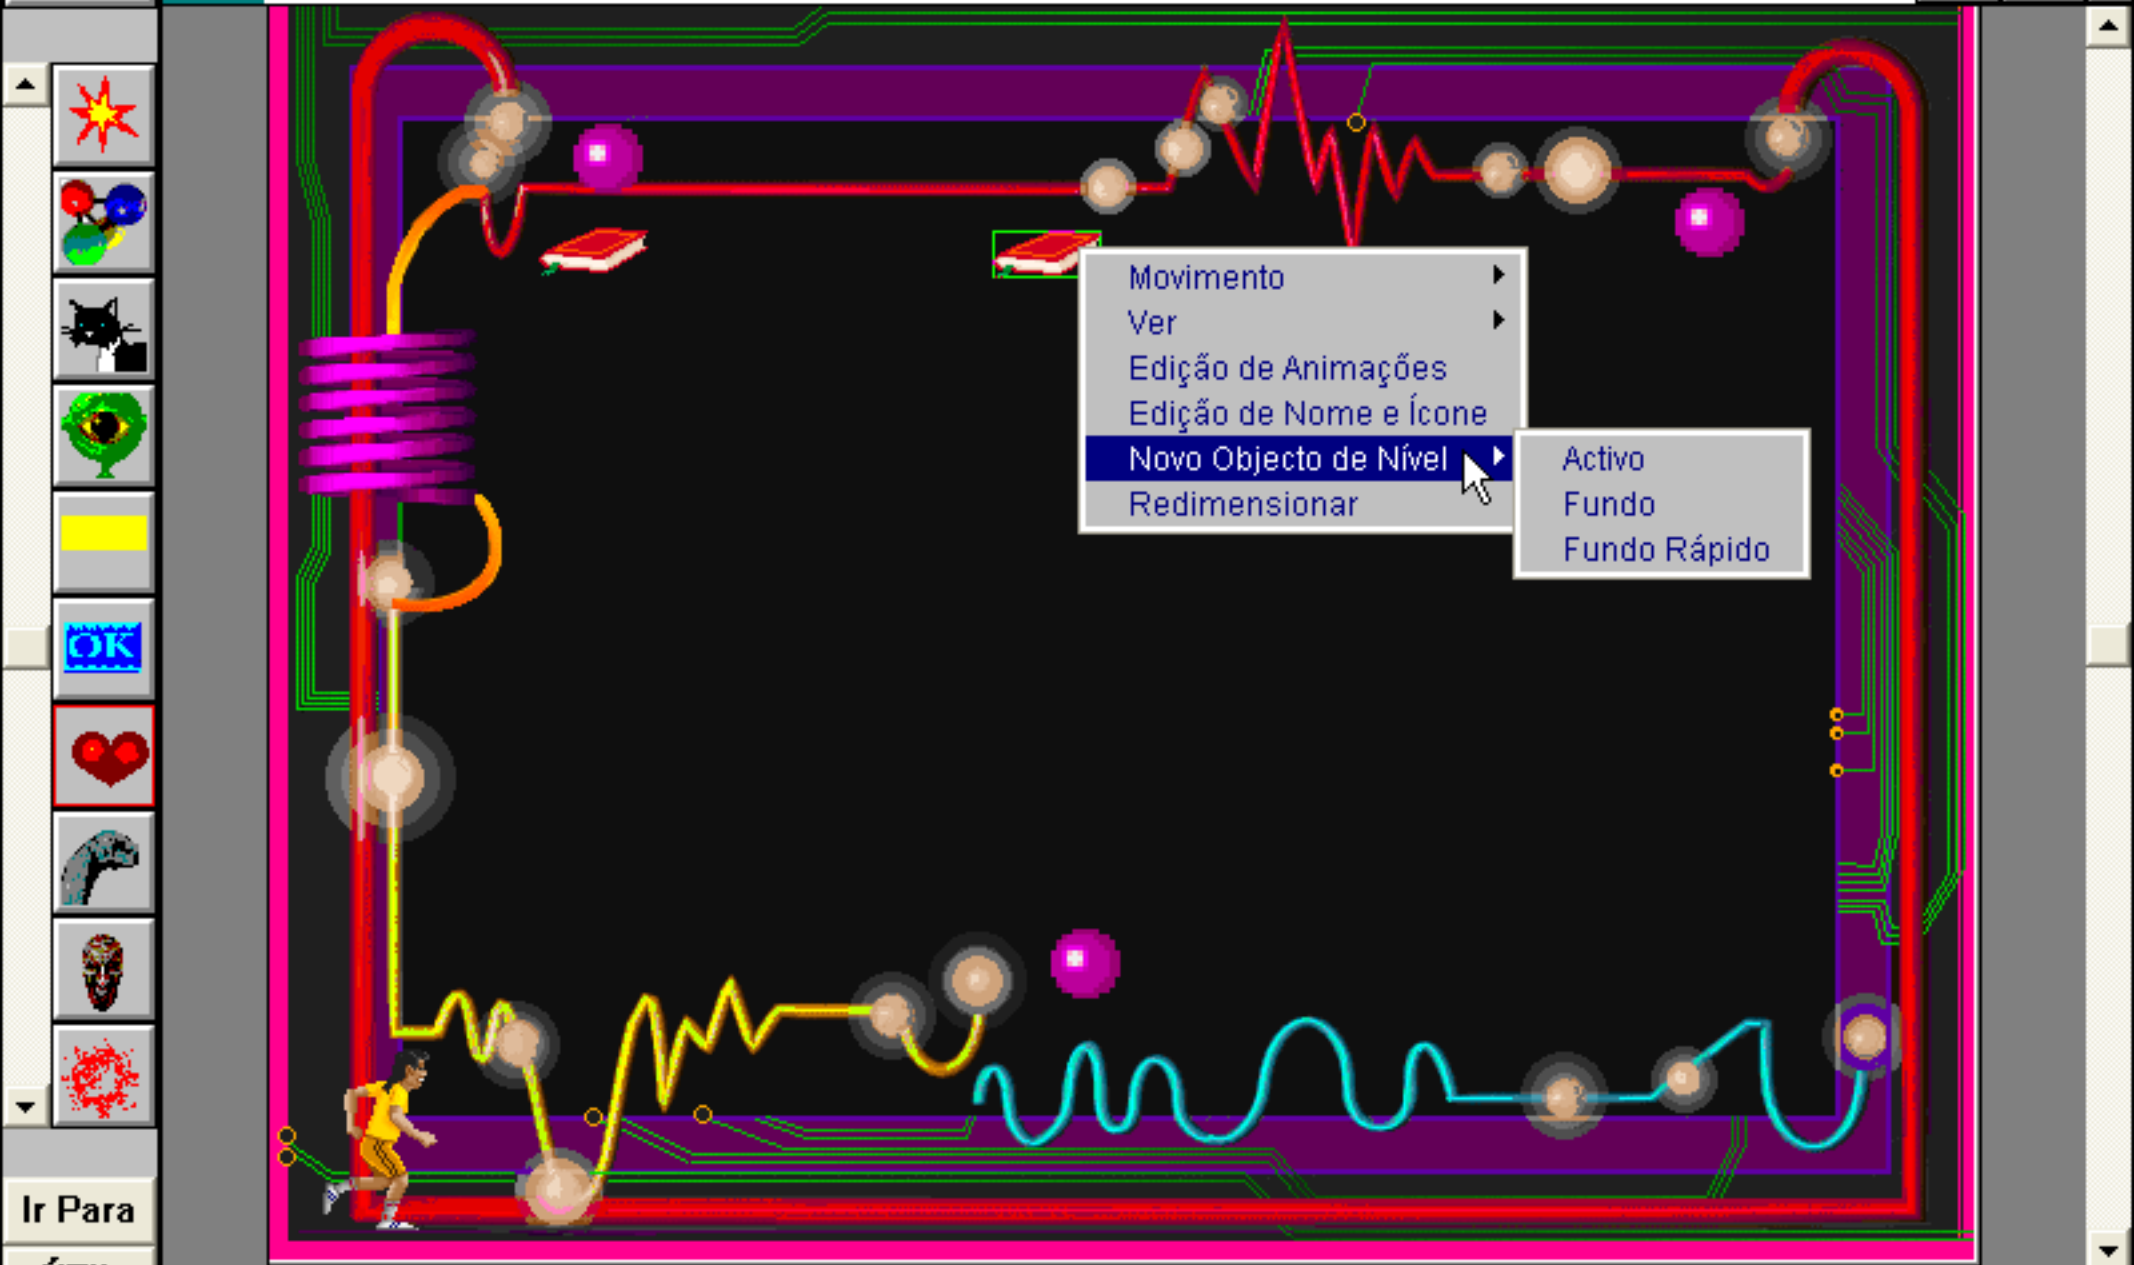 OK
Movimento
Ver
Edição de Animações
Edição de Nome e Ícone
Novo Objecto de Nível
Redimensionar
Activo
Fundo
Fundo Rápido
Ir Para